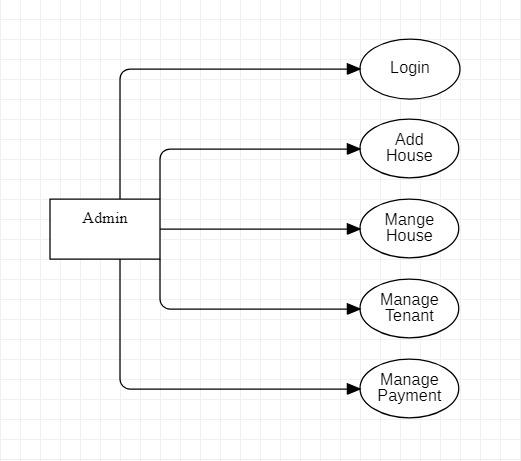 Login
Add
House
Admin
Mange
House
Manage
Tenant
Manage
Payment